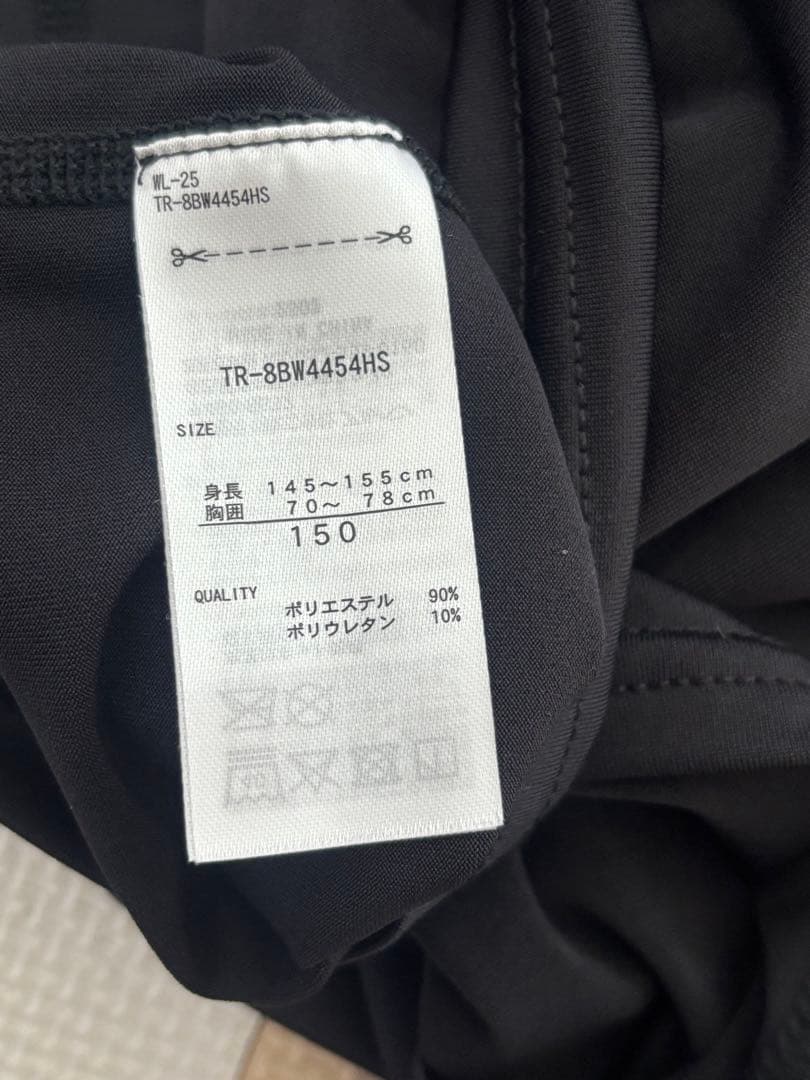 WL-25
TR-8BW4454HS
TR-8BW4454HS
SIZE
身長 145〜155cm
胸囲 70〜 78cm
150
QUALITY
ポリエステル 90%
ポリウレタン 10%